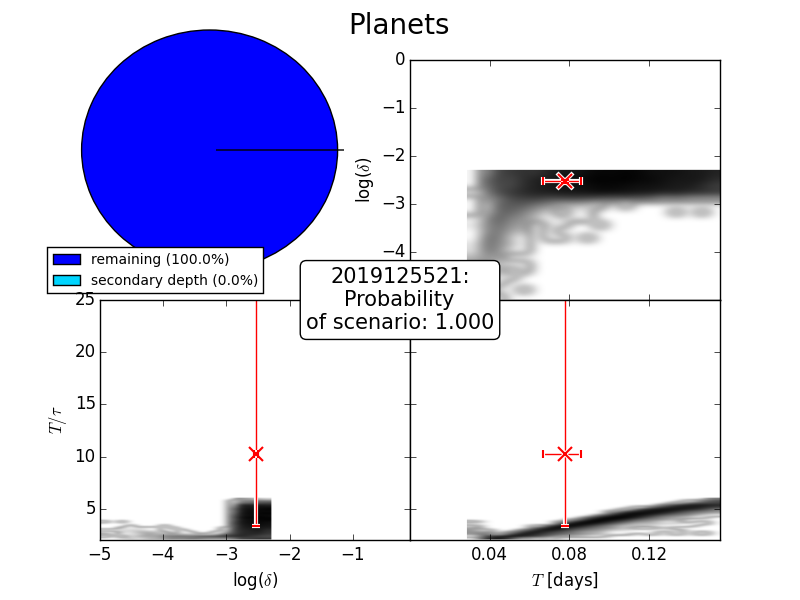 Planets
remaining (100.0%)
secondary depth (0.0%)
0
−1
−2
−3
−4
log(δ)
2019125521:
Probability
of scenario: 1.000
25
20
15
10
5
T/τ
−5 −4 −3 −2 −1
log(δ)
0.04 0.08 0.12
T [days]